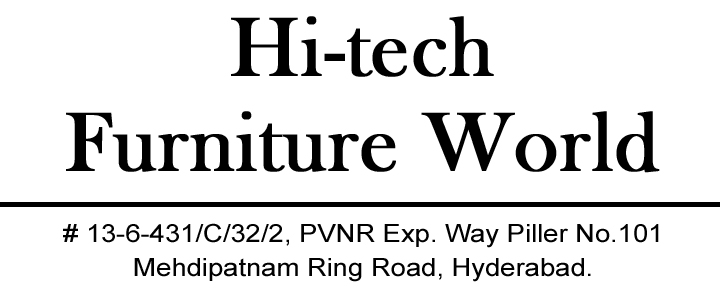 Hi-tech
Furniture World
# 13-6-431/C/32/2, PVNR Exp. Way Piller No.101
Mehdipatnam Ring Road, Hyderabad.